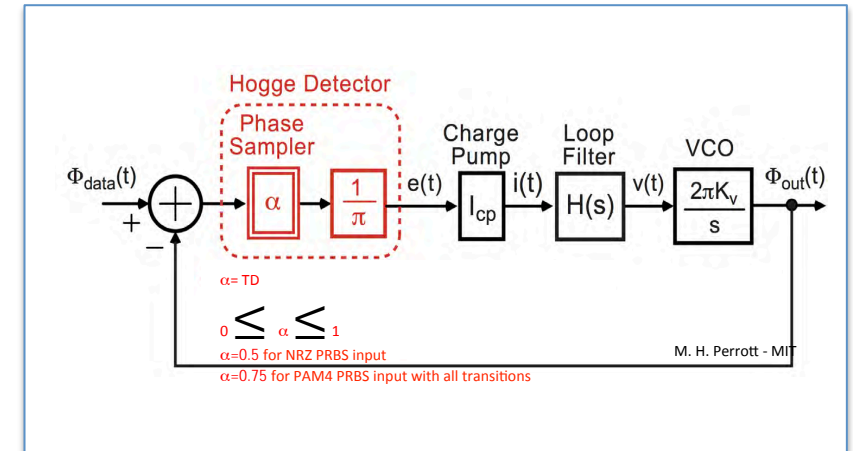 Hogge Detector
Phase
Sampler
Charge
Pump
Loop
Filter
VCO
Φdata(t)
+
−
α
1
π
e(t)
Icp
i(t)
H(s)
v(t)
2πKv
s
Φout(t)
α= TD
0 ≤ α ≤ 1
α=0.5 for NRZ PRBS input
M. H. Perrott - MIT
α=0.75 for PAM4 PRBS input with all transitions